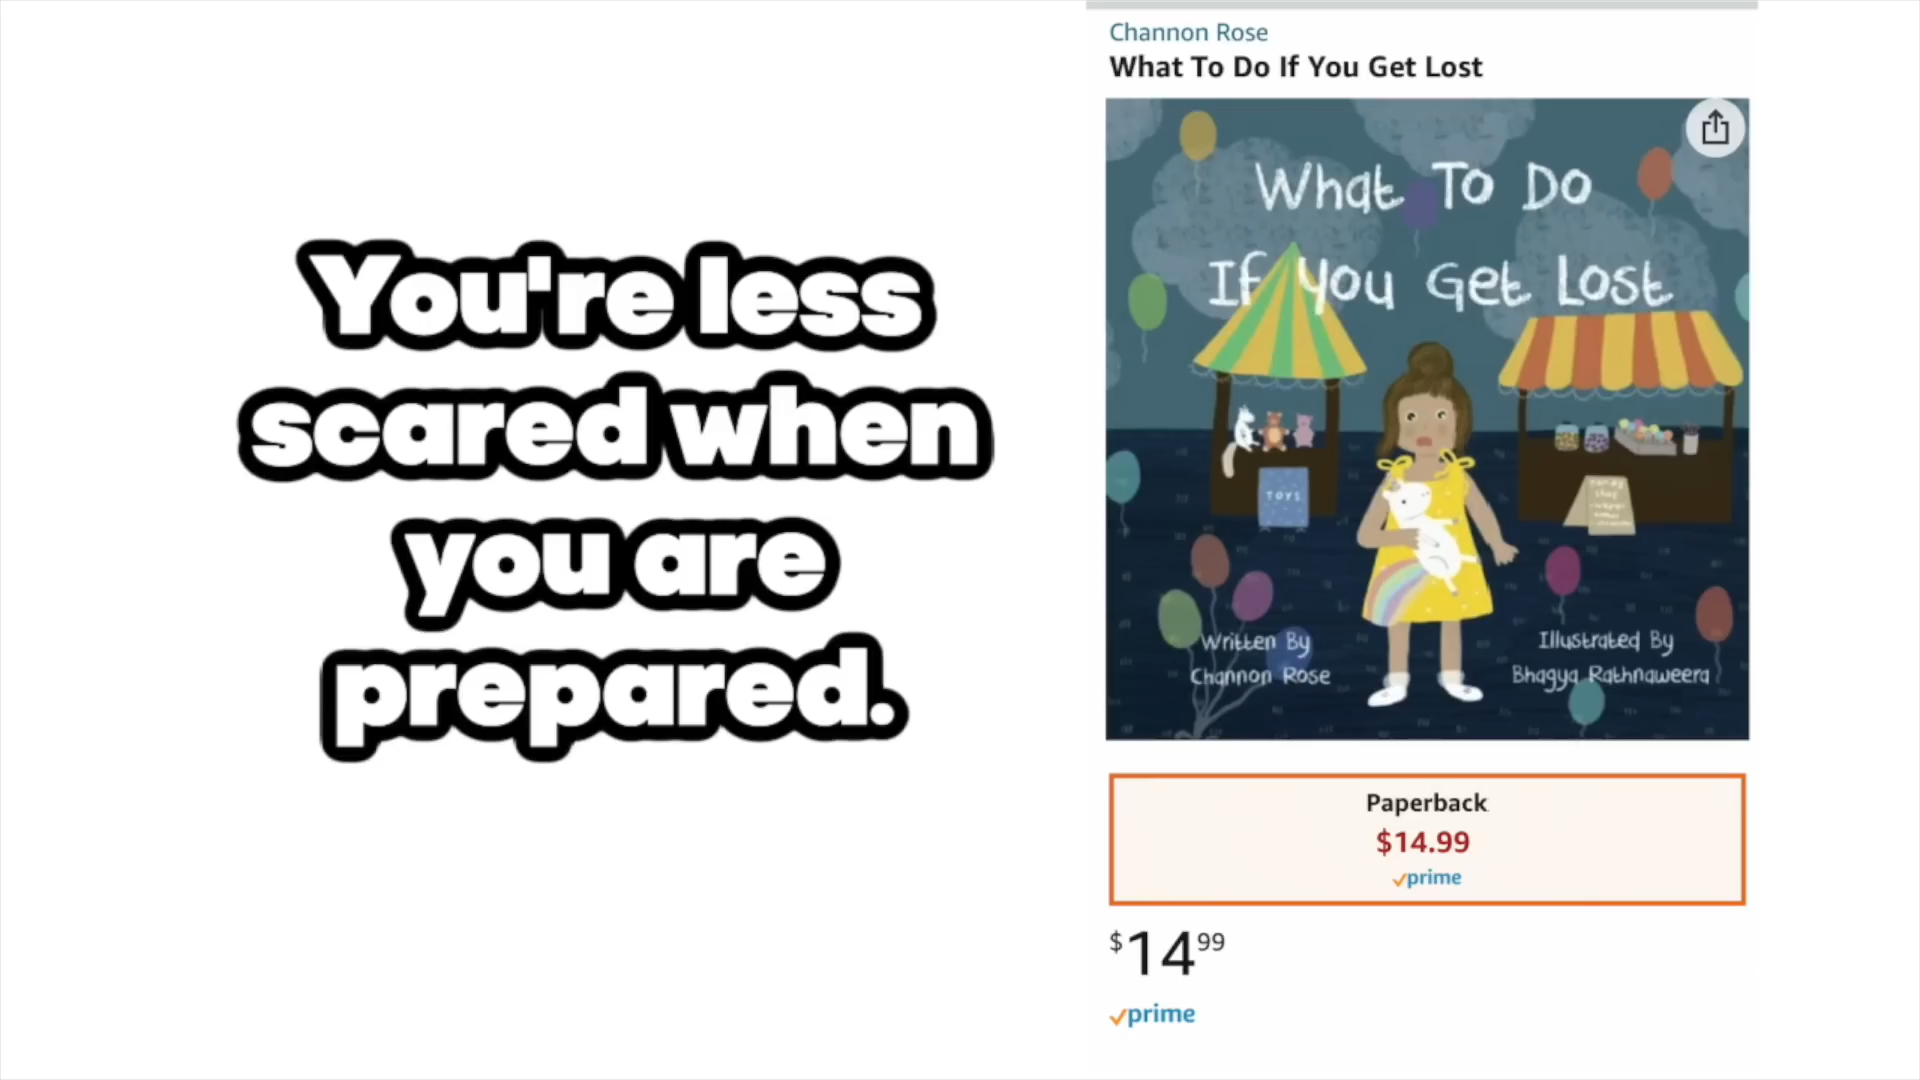 You're less
scared when
you are
prepared.
Channon Rose
What To Do If You Get Lost
What To Do
If You Get Lost
TOYS
Written By
Channon Rose
Illustrated By
Bhagya Rathnaweera
Paperback
$14.99
prime
$14 99
prime